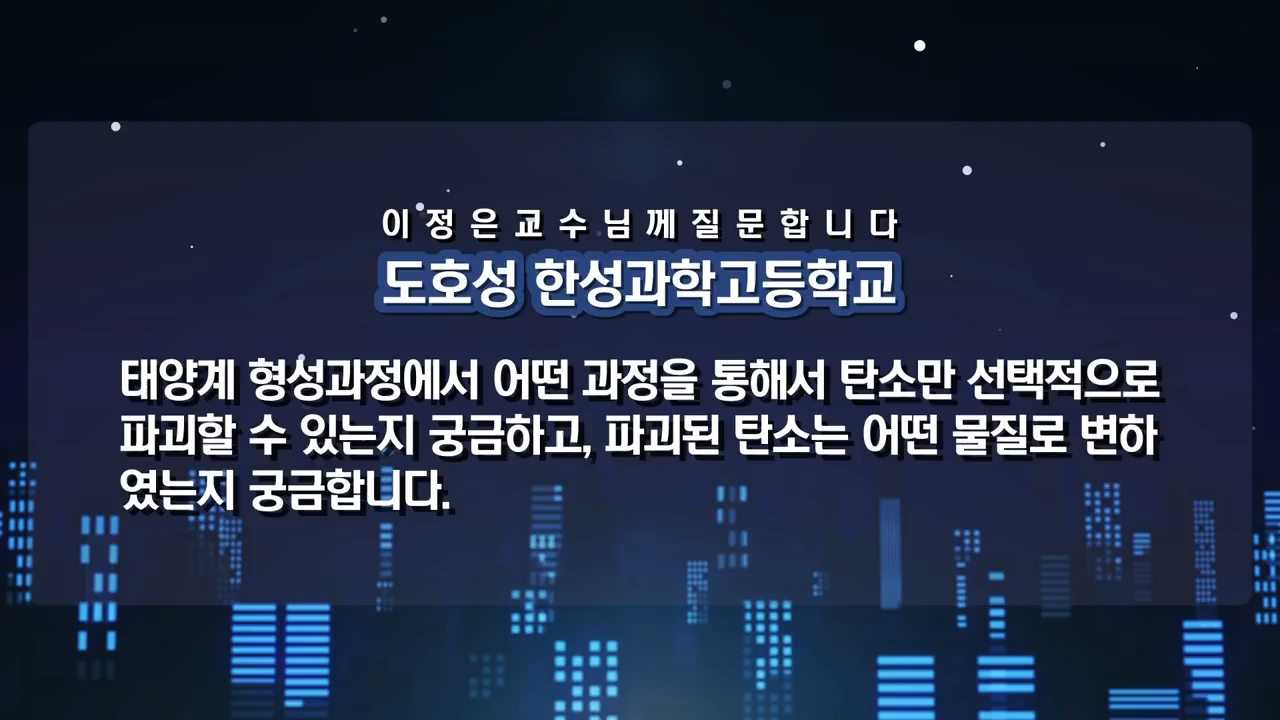 이정은교수님께질문합니다
도호성 한성과학고등학교
태양계 형성과정에서 어떤 과정을 통해서 탄소만 선택적으로
파괴할 수 있는지 궁금하고, 파괴된 탄소는 어떤 물질로 변하
였는지 궁금합니다.